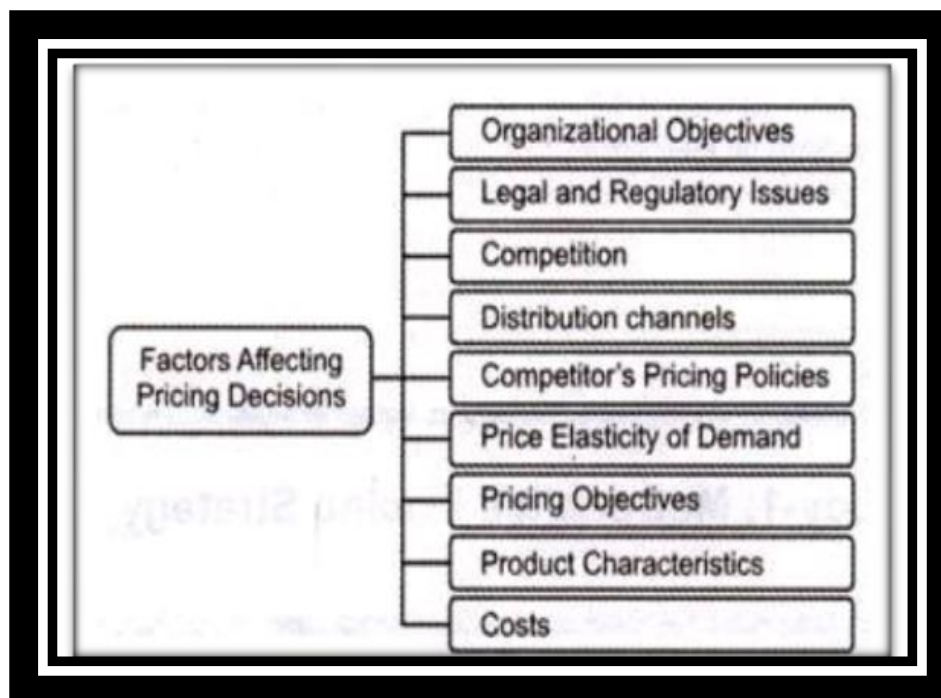 Organizational Objectives
Legal and Regulatory Issues
Competition
Distribution channels
Factors Affecting
Pricing Decisions
Competitor's Pricing Policies
Price Elasticity of Demand
Pricing Objectives
Product Characteristics
Costs